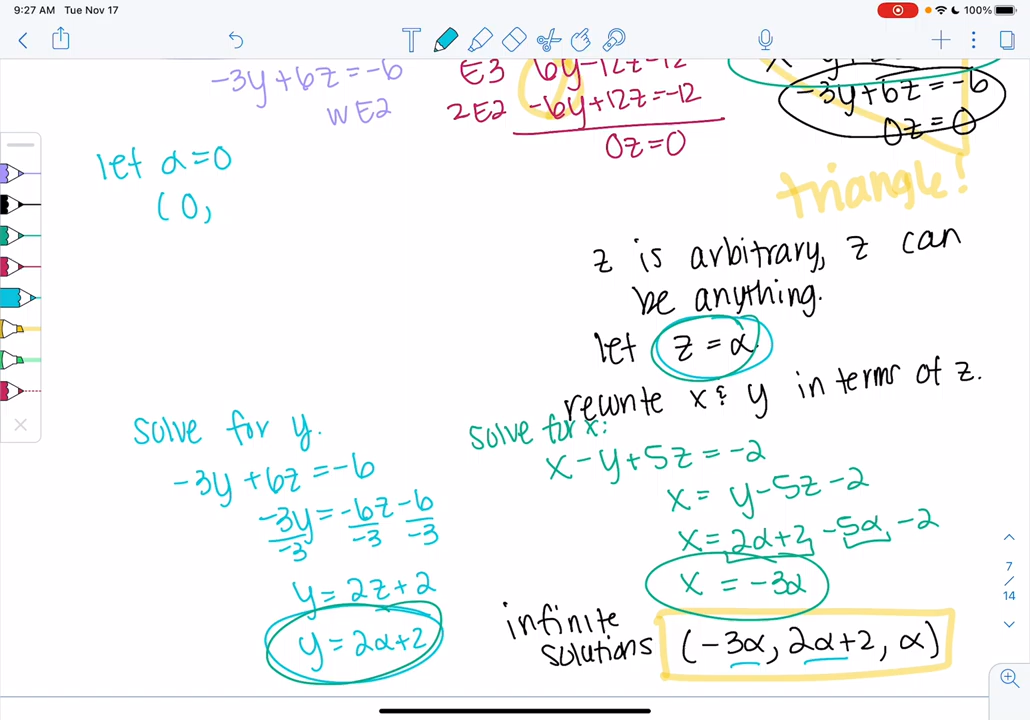 9:27 AM Tue Nov 17
100%
-3y+6z=-6
w E2
E3 6y-12z=12
2E2 -6y+12z=-12
0z=0
-3y+6z=-6
0z=0
triangle!
let α=0
(0,
z is arbitrary, z can
be anything.
let z=α
rewrite x & y in terms of z.
solve for y.
-3y+6z=-6
-3y=-6z-6
-3 -3 -3
y=2z+2
y=2α+2
solve for x:
x-y+5z=-2
x=y-5z-2
x=2α+2-5α-2
x=-3α
infinite
solutions
(-3α, 2α+2, α)
7
14